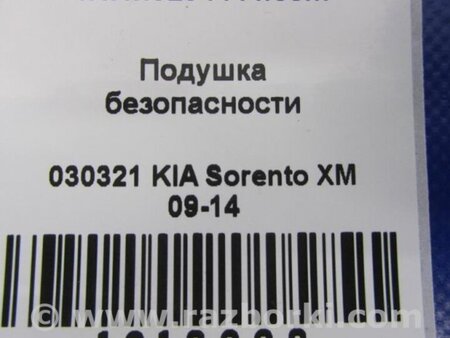 Подушка
безопасности
030321 KIA Sorento XM
09-14
© www.razborki.com